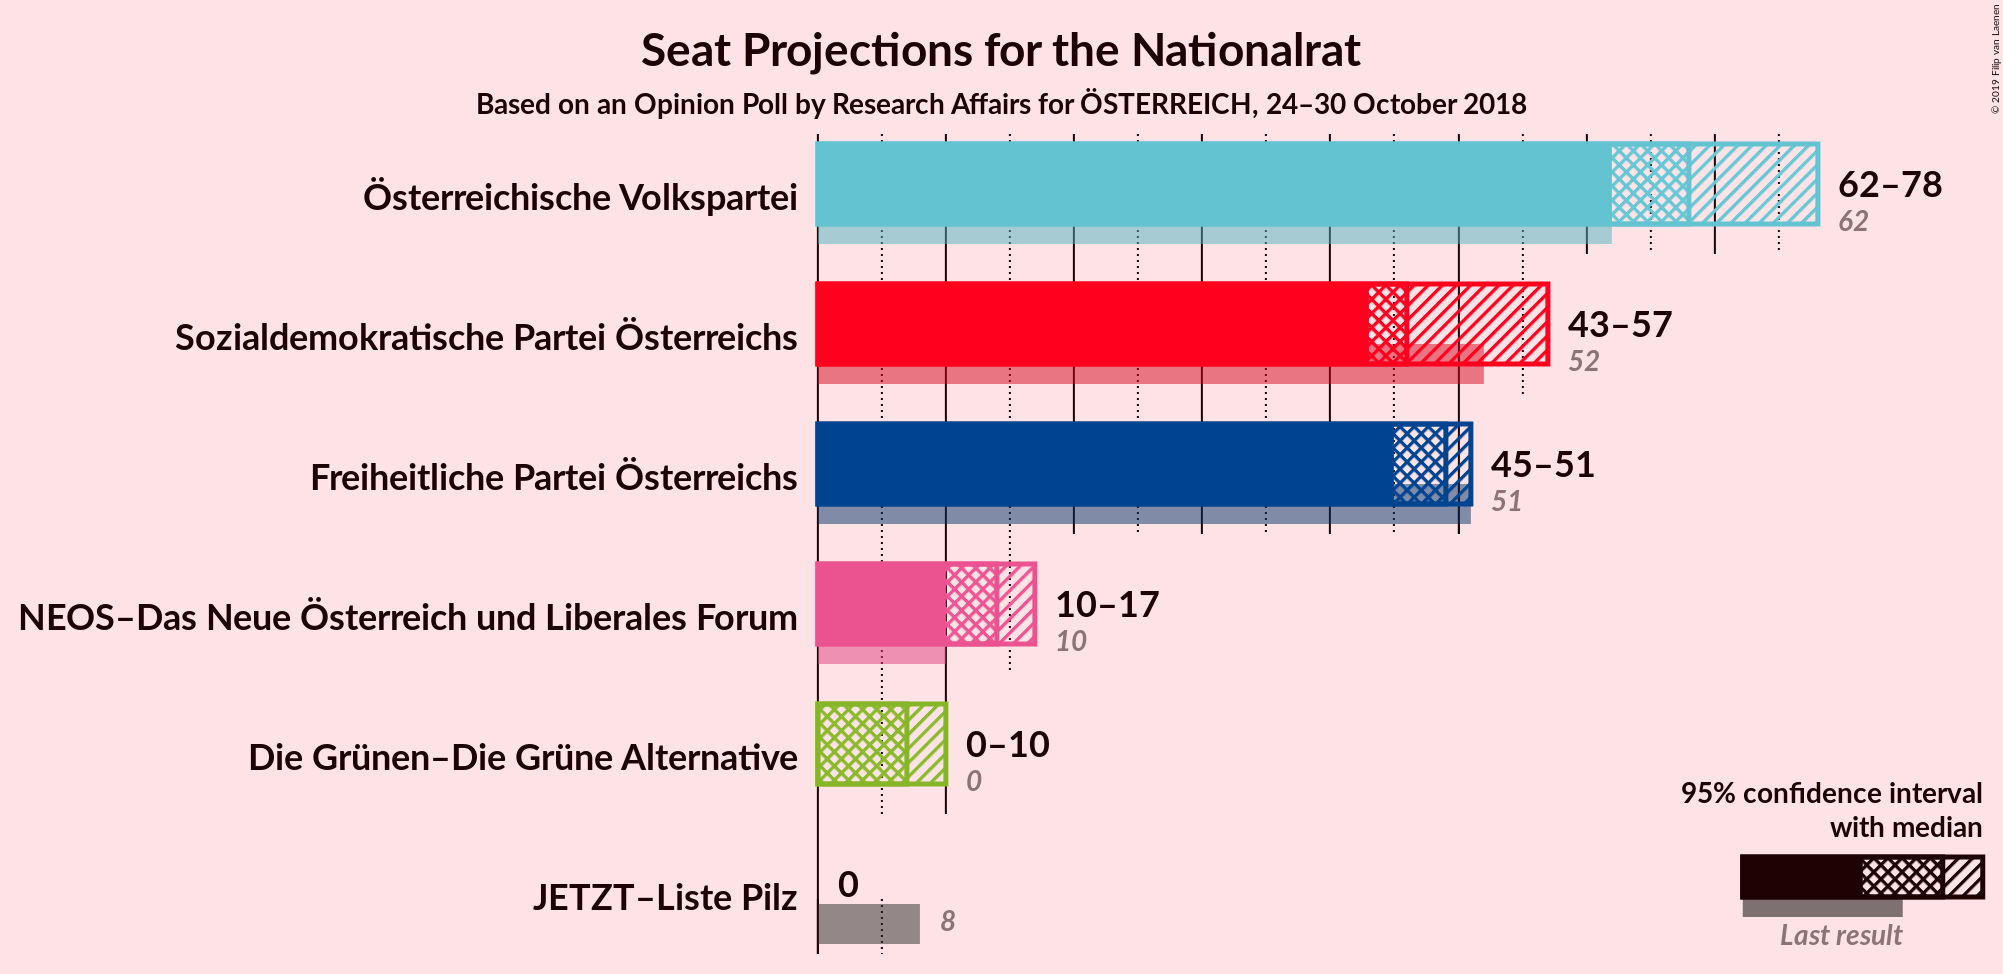 Seat Projections for the Nationalrat
Based on an Opinion Poll by Research Affairs for ÖSTERREICH, 24–30 October 2018
© 2019 Filip van Laenen
Österreichische Volkspartei
62–78
62
Sozialdemokratische Partei Österreichs
43–57
52
Freiheitliche Partei Österreichs
45–51
51
NEOS–Das Neue Österreich und Liberales Forum
10–17
10
Die Grünen–Die Grüne Alternative
0–10
0
JETZT–Liste Pilz
0
8
95% confidence interval
with median
Last result